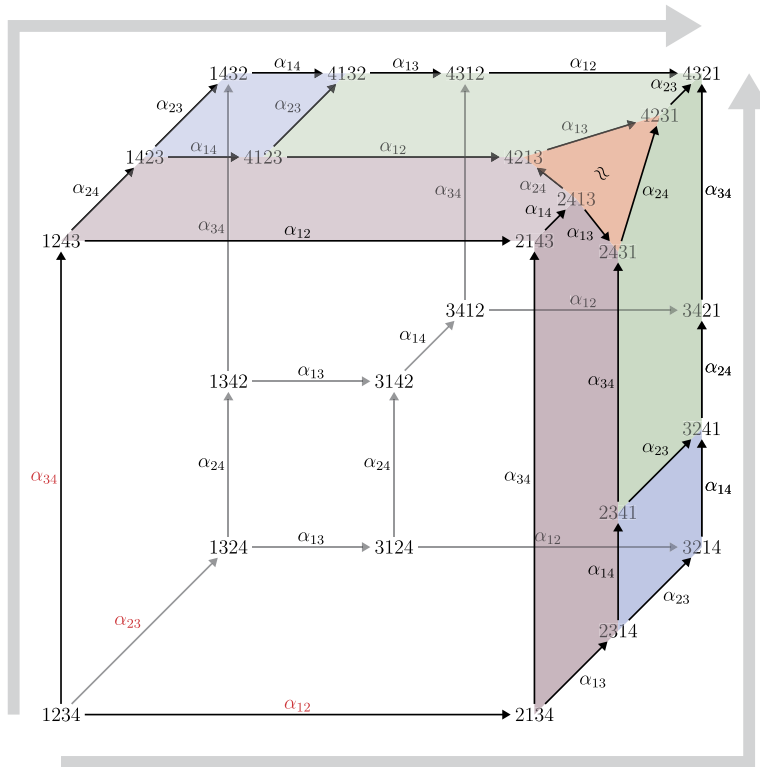 1432 α₁₄ 4132 α₁₃ 4312 α₁₂ 4321
α₂₃ α₂₃ α₂₃
4231
α₁₃
1423 α₁₄ 4123 α₁₂ 4213
≈
α₂₄ α₃₄ α₂₄ α₂₄ α₃₄
2413
α₁₄
α₃₄ α₁₃
1243 α₁₂ 2143
2431
3412 α₁₂ 3421
α₁₄
1342 α₁₃ 3142 α₃₄ α₂₄
3241
α₂₃
α₃₄ α₂₄ α₂₄ α₃₄ α₁₄
2341
1324 α₁₃ 3124 α₁₂ 3214
α₁₄
α₂₃
α₂₃ 2314
α₁₃
1234 α₁₂ 2134